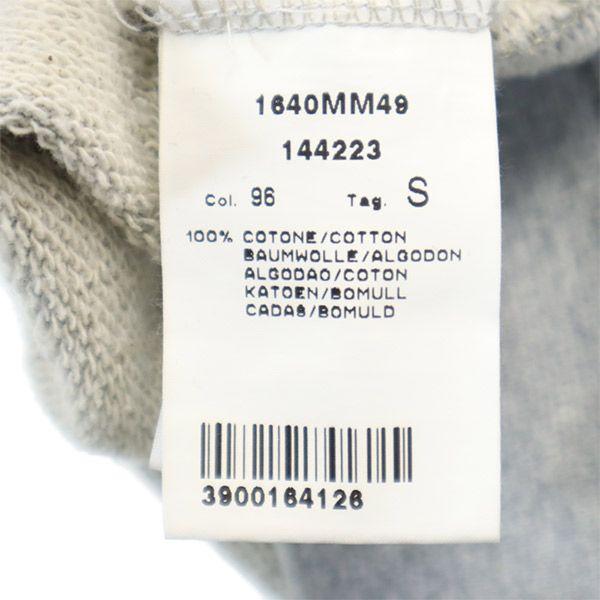 1640MM49
144223
Col. 96 Tag. S
100% COTONE/COTTON
BAUMWOLLE/ALGODON
ALGODAO/COTON
KATOEN/BOMULL
CADAS/BOMULD
3900164126